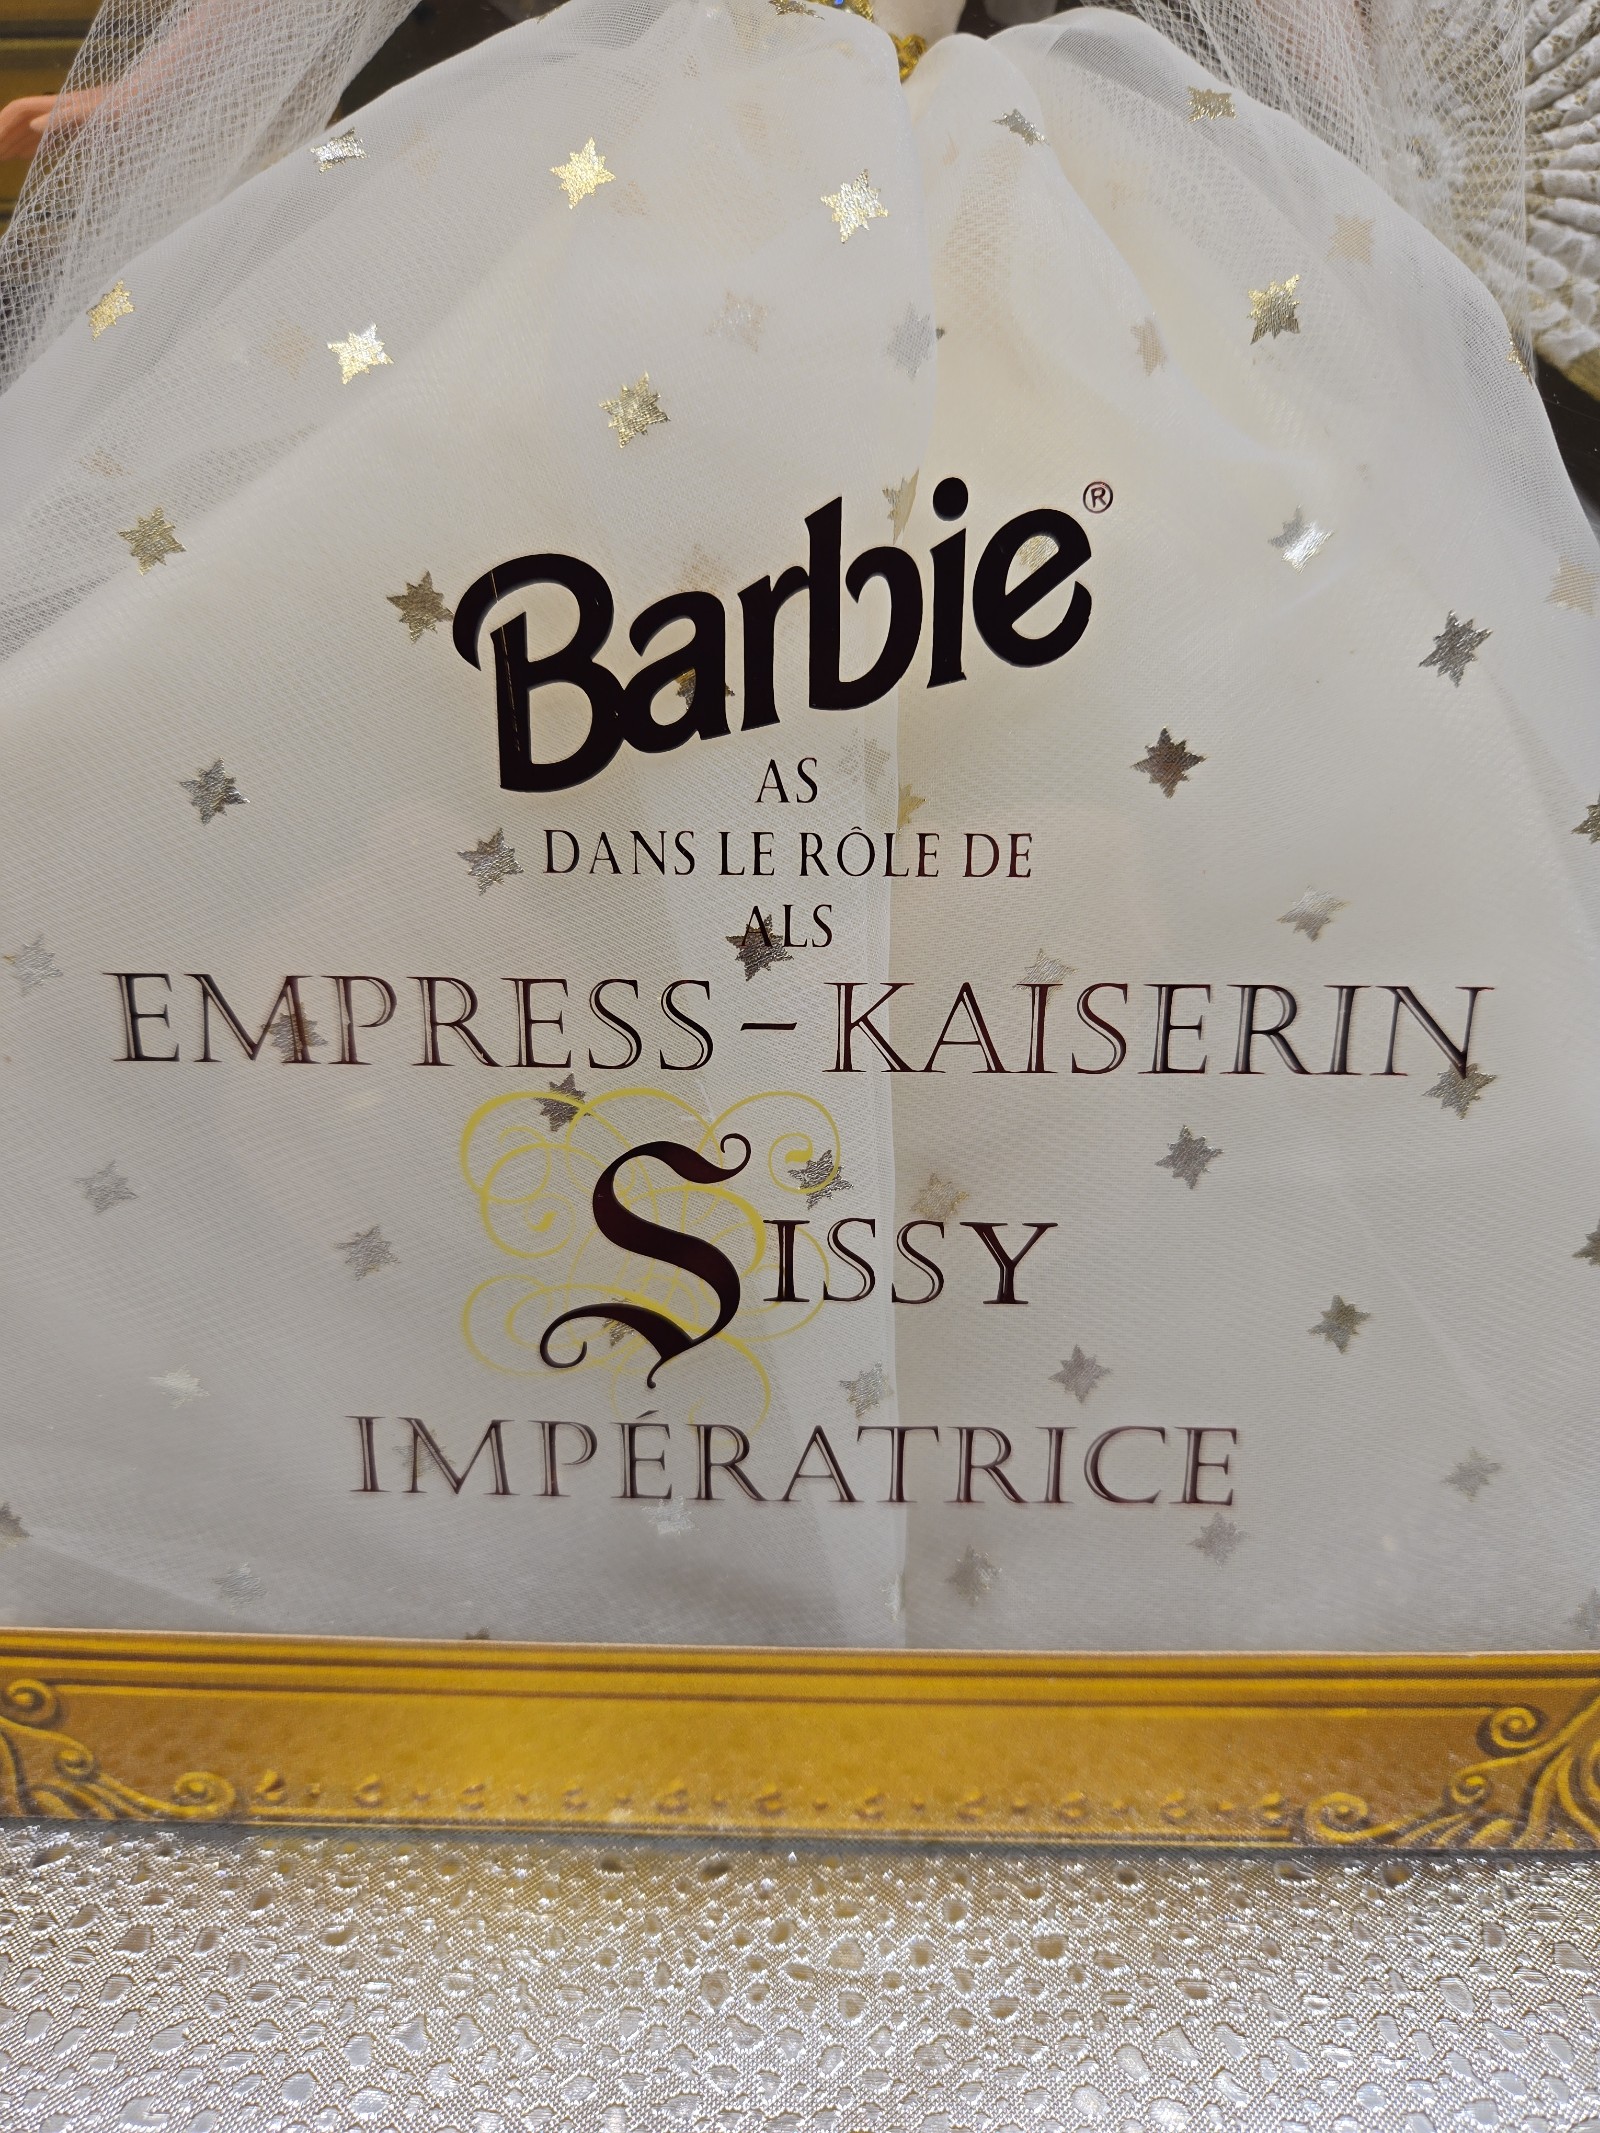 Barbie®
AS
DANS LE RÔLE DE
ALS
EMPRESS-KAISERIN
SISSY
IMPÉRATRICE